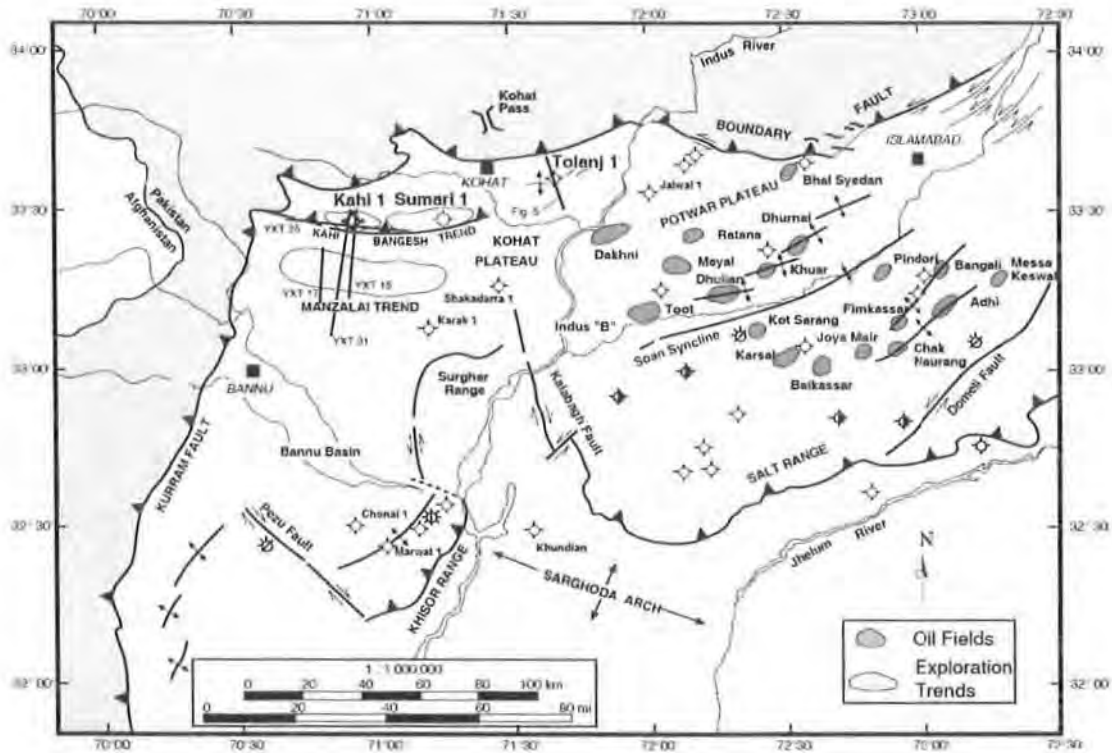 70°00'
70°30'
71°00'
71°30'
72°00'
72°30'
73°00'
34°00'
34°00'
33°30'
33°30'
33°00'
33°00'
32°30'
32°30'
32°00'
32°00'
Indus River
Kohat
Pass
BOUNDARY
FAULT
ISLAMABAD
KOHAT
Tolanj 1
Fig. 5
Jalwal 1
Bhal Syedan
POTWAR PLATEAU
Pakistan
Afghanistan
Kahi 1
Sumari 1
YXT 25
KAHI
BANGESH
TREND
KOHAT
PLATEAU
Dakhni
Ratana
Dhurnal
Meyal
Dhulian
Khuar
Pindori
Bangali
Messa
Keswal
YXT 17
YXT 15
MANZALAI TREND
YXT 31
Shakadarra 1
Karak 1
Toot
Indus "B"
Soan Syncline
Kot Sarang
Fimkassar
Adhi
Joya Mair
Karsal
Chak
Naurang
Balkassar
BANNU
Surgher
Range
Kalabagh Fault
Domeli Fault
KURRAM FAULT
Bannu Basin
SALT RANGE
Pezu Fault
Chonai 1
Marwat 1
KHISOR RANGE
Khundian
SARGHODA ARCH
Jhelum River
N
1 : 1 000 000
0 20 40 60 80 100 km
0 20 40 60 80 mi
Oil Fields
Exploration
Trends
70°00'
70°30'
71°00'
71°30'
72°00'
72°30'
73°00'